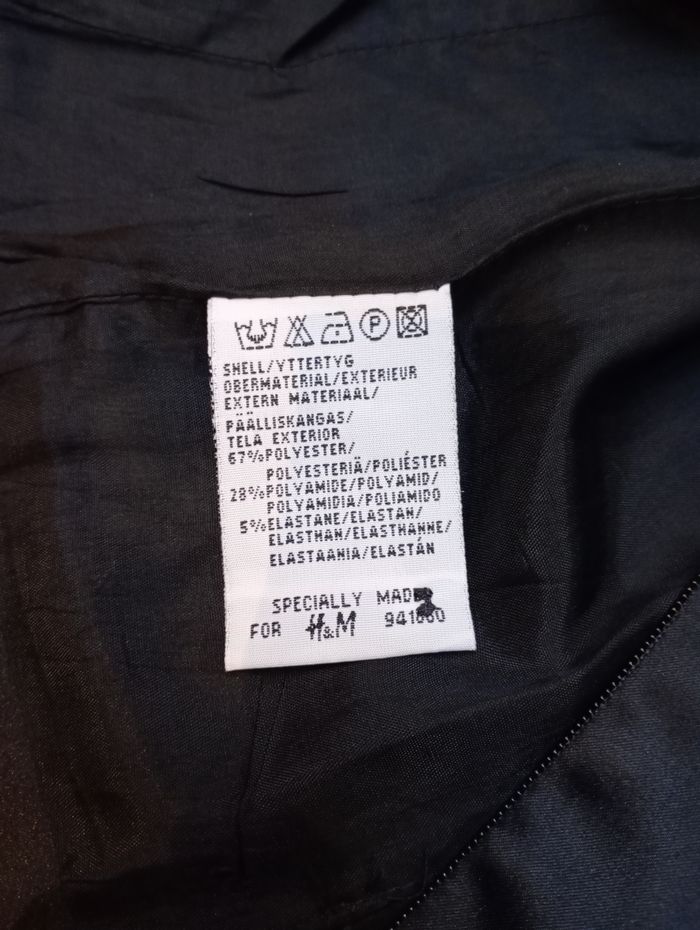 P
SHELL/YTTERTYG
OBERMATERIAL/EXTERIEUR
EXTERN MATERIAAL/
PÄÄLLISKANGAS/
TELA EXTERIOR
67%POLYESTER/
POLYESTERIÄ/POLIÉSTER
28%POLYAMIDE/POLYAMID/
POLYAMIDIA/POLIAMIDO
5%ELASTANE/ELASTAN/
ELASTHAN/ELASTHANNE/
ELASTAANIA/ELASTÁN
SPECIALLY MADE
FOR H&M